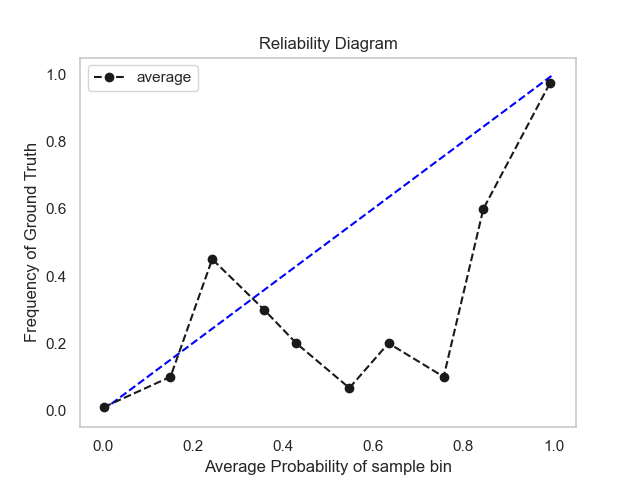 Reliability Diagram
average
Frequency of Ground Truth
1.0
0.8
0.6
0.4
0.2
0.0
0.0 0.2 0.4 0.6 0.8 1.0
Average Probability of sample bin